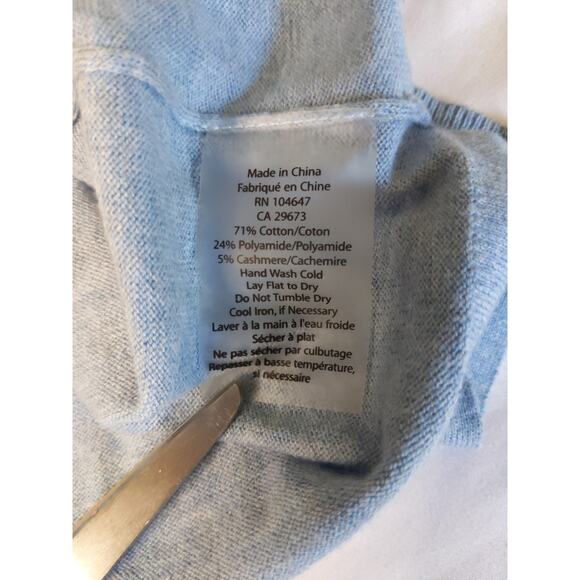 Made in China
Fabriqué en Chine
RN 104647
CA 29673
71% Cotton/Coton
24% Polyamide/Polyamide
5% Cashmere/Cachemire
Hand Wash Cold
Lay Flat to Dry
Do Not Tumble Dry
Cool Iron, if Necessary
Laver à la main à l'eau froide
Sécher à plat
Ne pas sécher par culbutage
Repasser à basse température,
si nécessaire